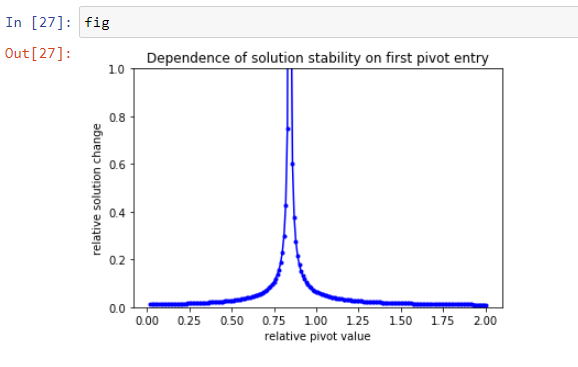 In [27]: fig
Out[27]:
Dependence of solution stability on first pivot entry
1.0
0.8
0.6
0.4
0.2
0.0
relative solution change
0.00 0.25 0.50 0.75 1.00 1.25 1.50 1.75 2.00
relative pivot value